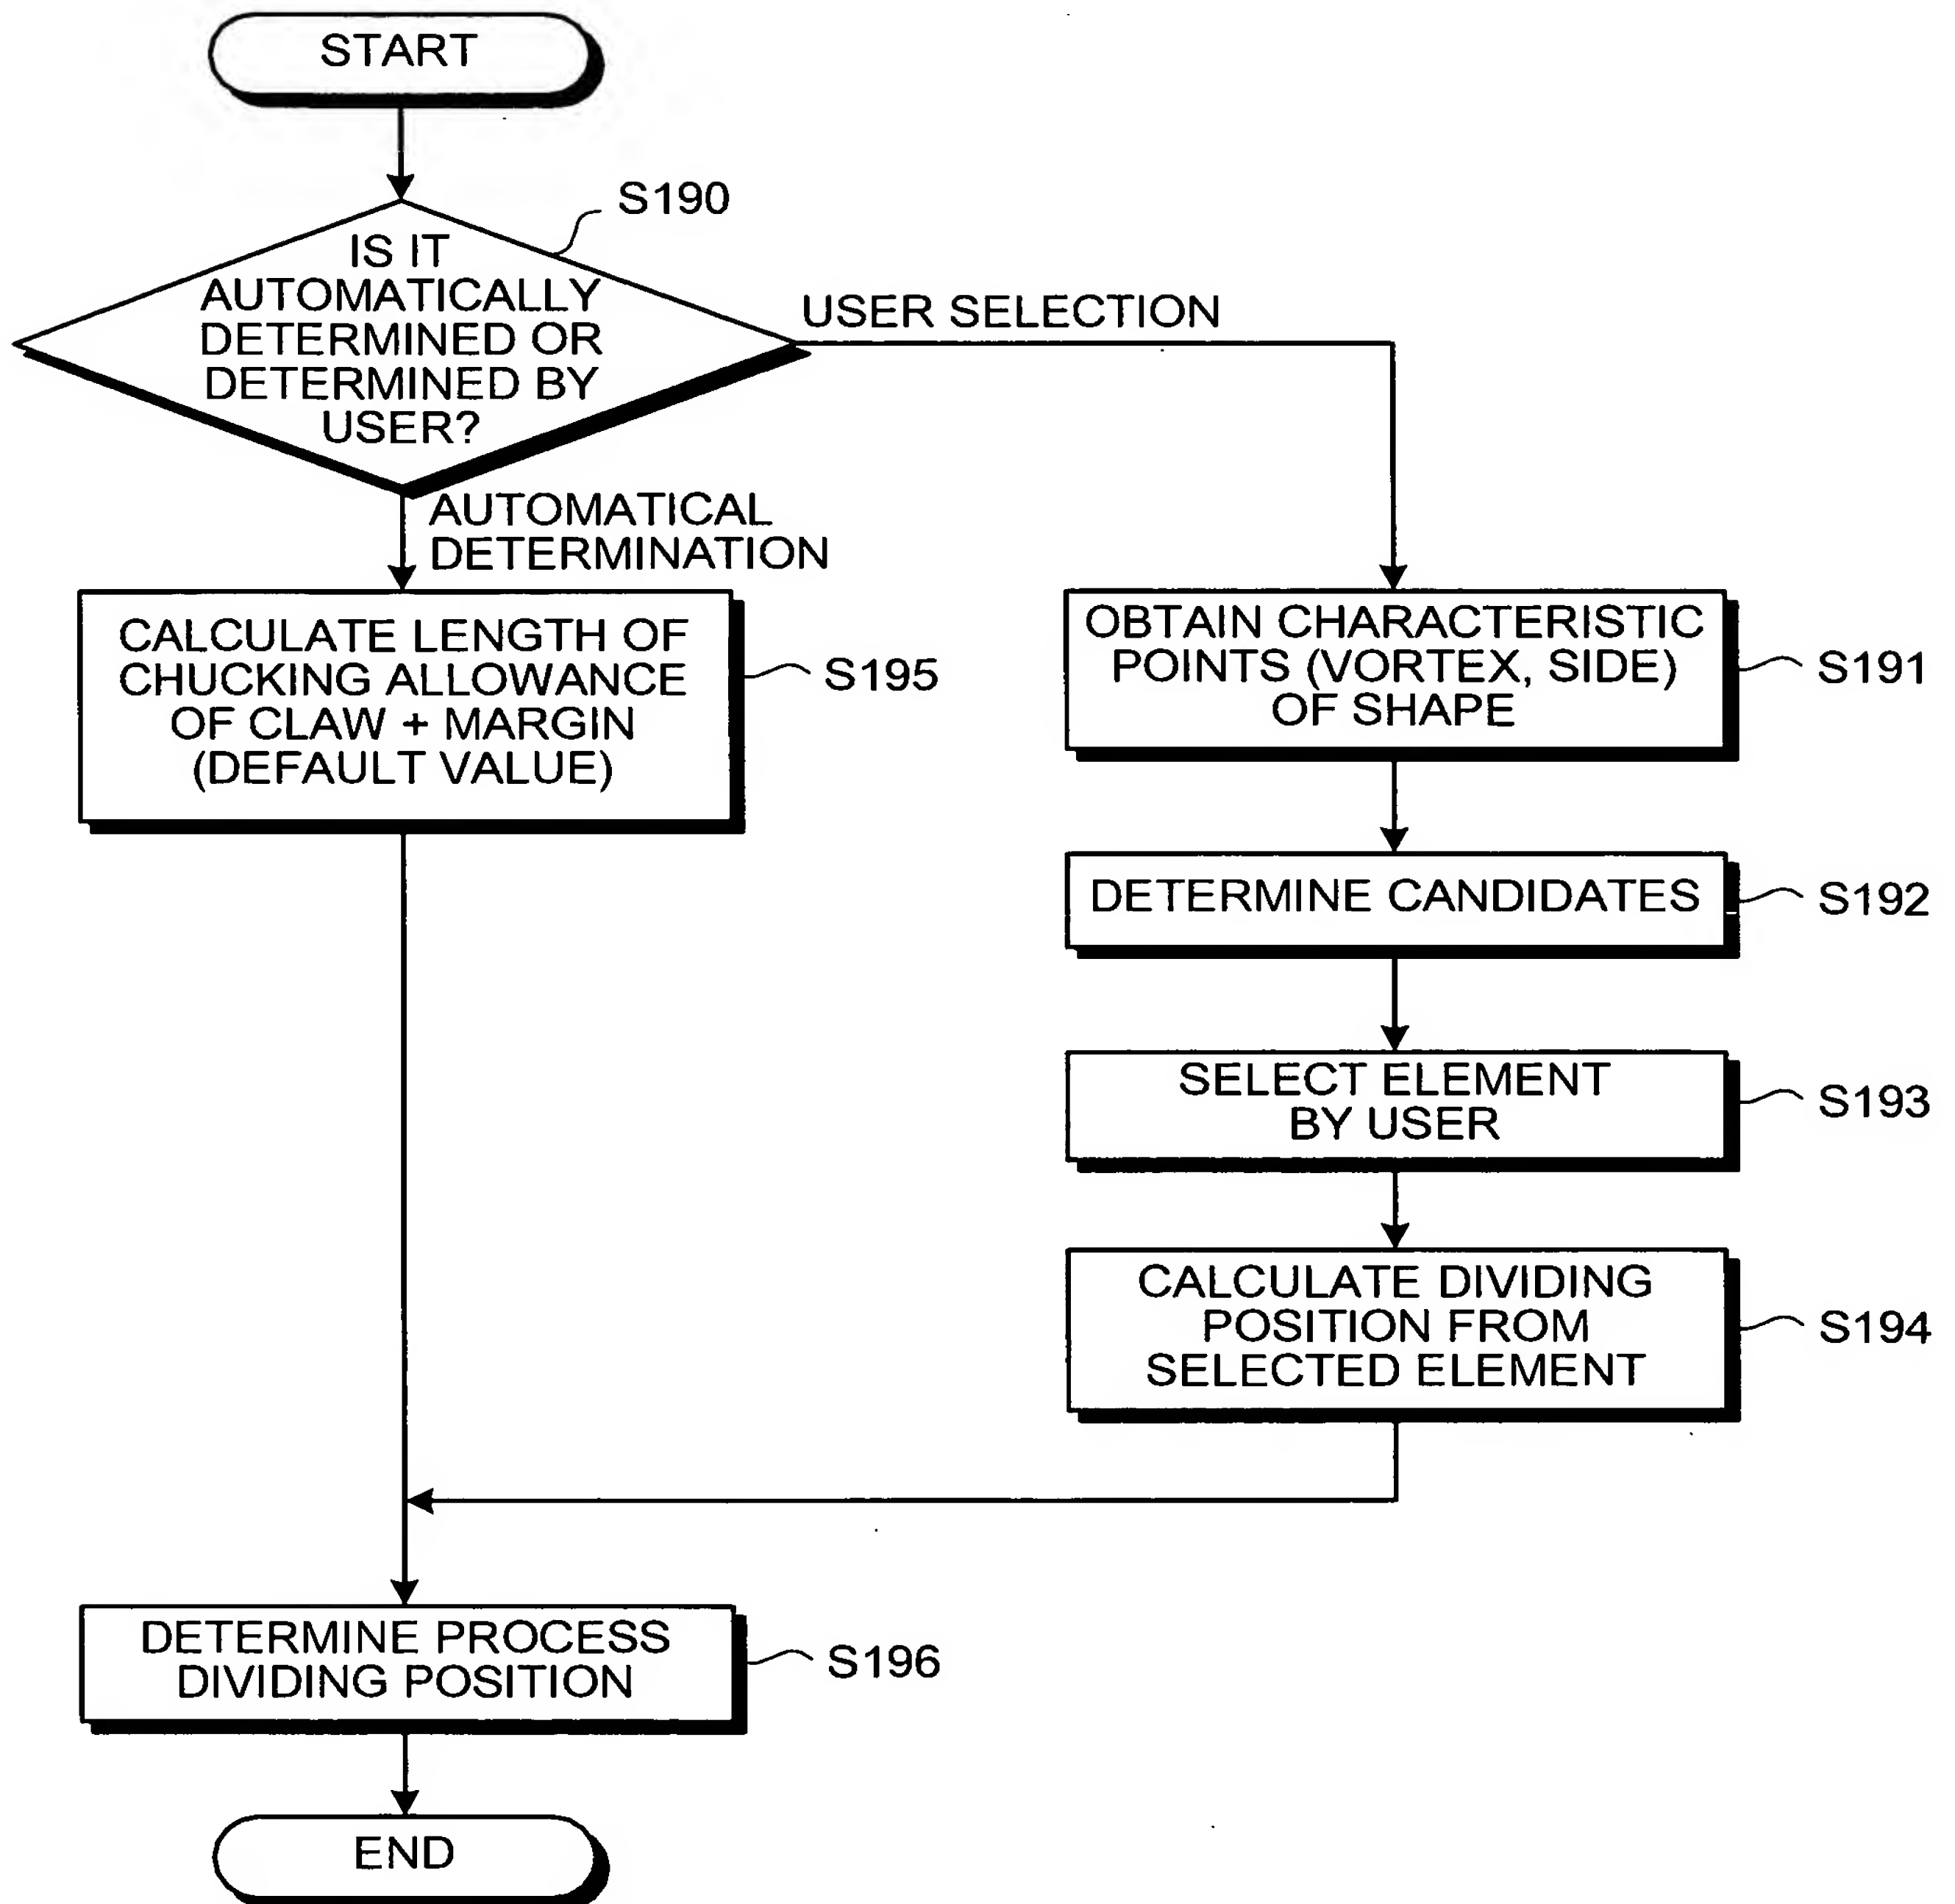 START
S190
IS IT
AUTOMATICALLY
DETERMINED OR
DETERMINED BY
USER?
USER SELECTION
AUTOMATICAL
DETERMINATION
CALCULATE LENGTH OF
CHUCKING ALLOWANCE
OF CLAW + MARGIN
(DEFAULT VALUE)
S195
OBTAIN CHARACTERISTIC
POINTS (VORTEX, SIDE)
OF SHAPE
S191
DETERMINE CANDIDATES
S192
SELECT ELEMENT
BY USER
S193
CALCULATE DIVIDING
POSITION FROM
SELECTED ELEMENT
S194
DETERMINE PROCESS
DIVIDING POSITION
S196
END